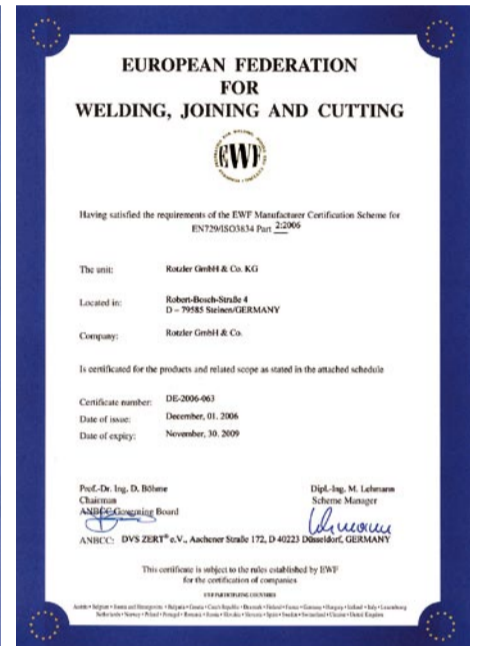 EUROPEAN FEDERATION
FOR
WELDING, JOINING AND CUTTING
EWF
Having satisfied the requirements of the EWF Manufacturer Certification Scheme for
EN729/ISO3834 Part 2:2006
The unit: Rotzler GmbH & Co. KG
Located in: Robert-Bosch-Straße 4
D – 79585 Steinen/GERMANY
Company: Rotzler GmbH & Co.
Is certificated for the products and related scope as stated in the attached schedule
Certificate number: DE-2006-063
Date of issue: December, 01. 2006
Date of expiry: November, 30. 2009
Prof.-Dr. Ing. D. Böhme Dipl.-Ing. M. Lehmann
Chairman Scheme Manager
ANBCC Governing Board
ANBCC: DVS ZERT® e.V., Aachener Straße 172, D 40223 Düsseldorf, GERMANY
This certificate is subject to the rules established by EWF
for the certification of companies
EWF PARTICIPATING COUNTRIES